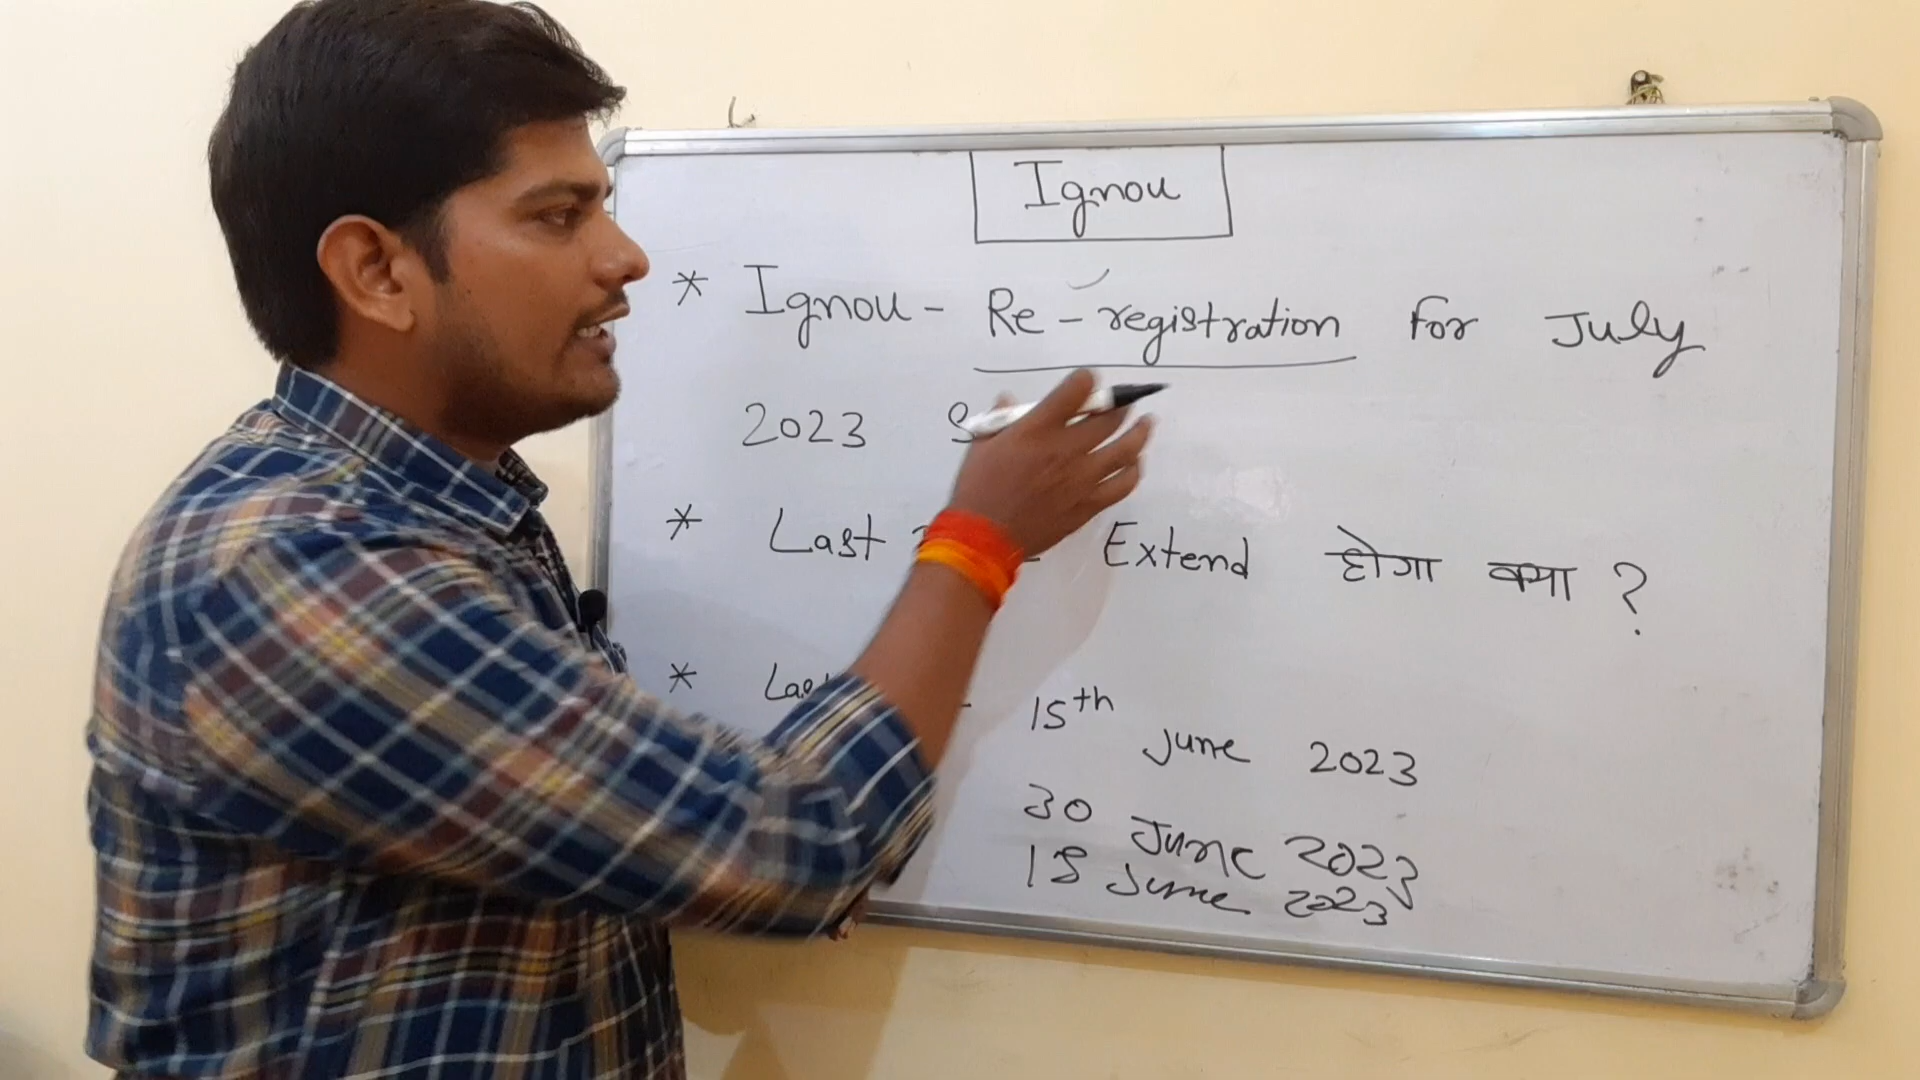 Ignou
* Ignou - Re-registration for July
2023
* Last Extend होगा क्या ?
* - 15th June 2023
30 June 2023
15 June 2023